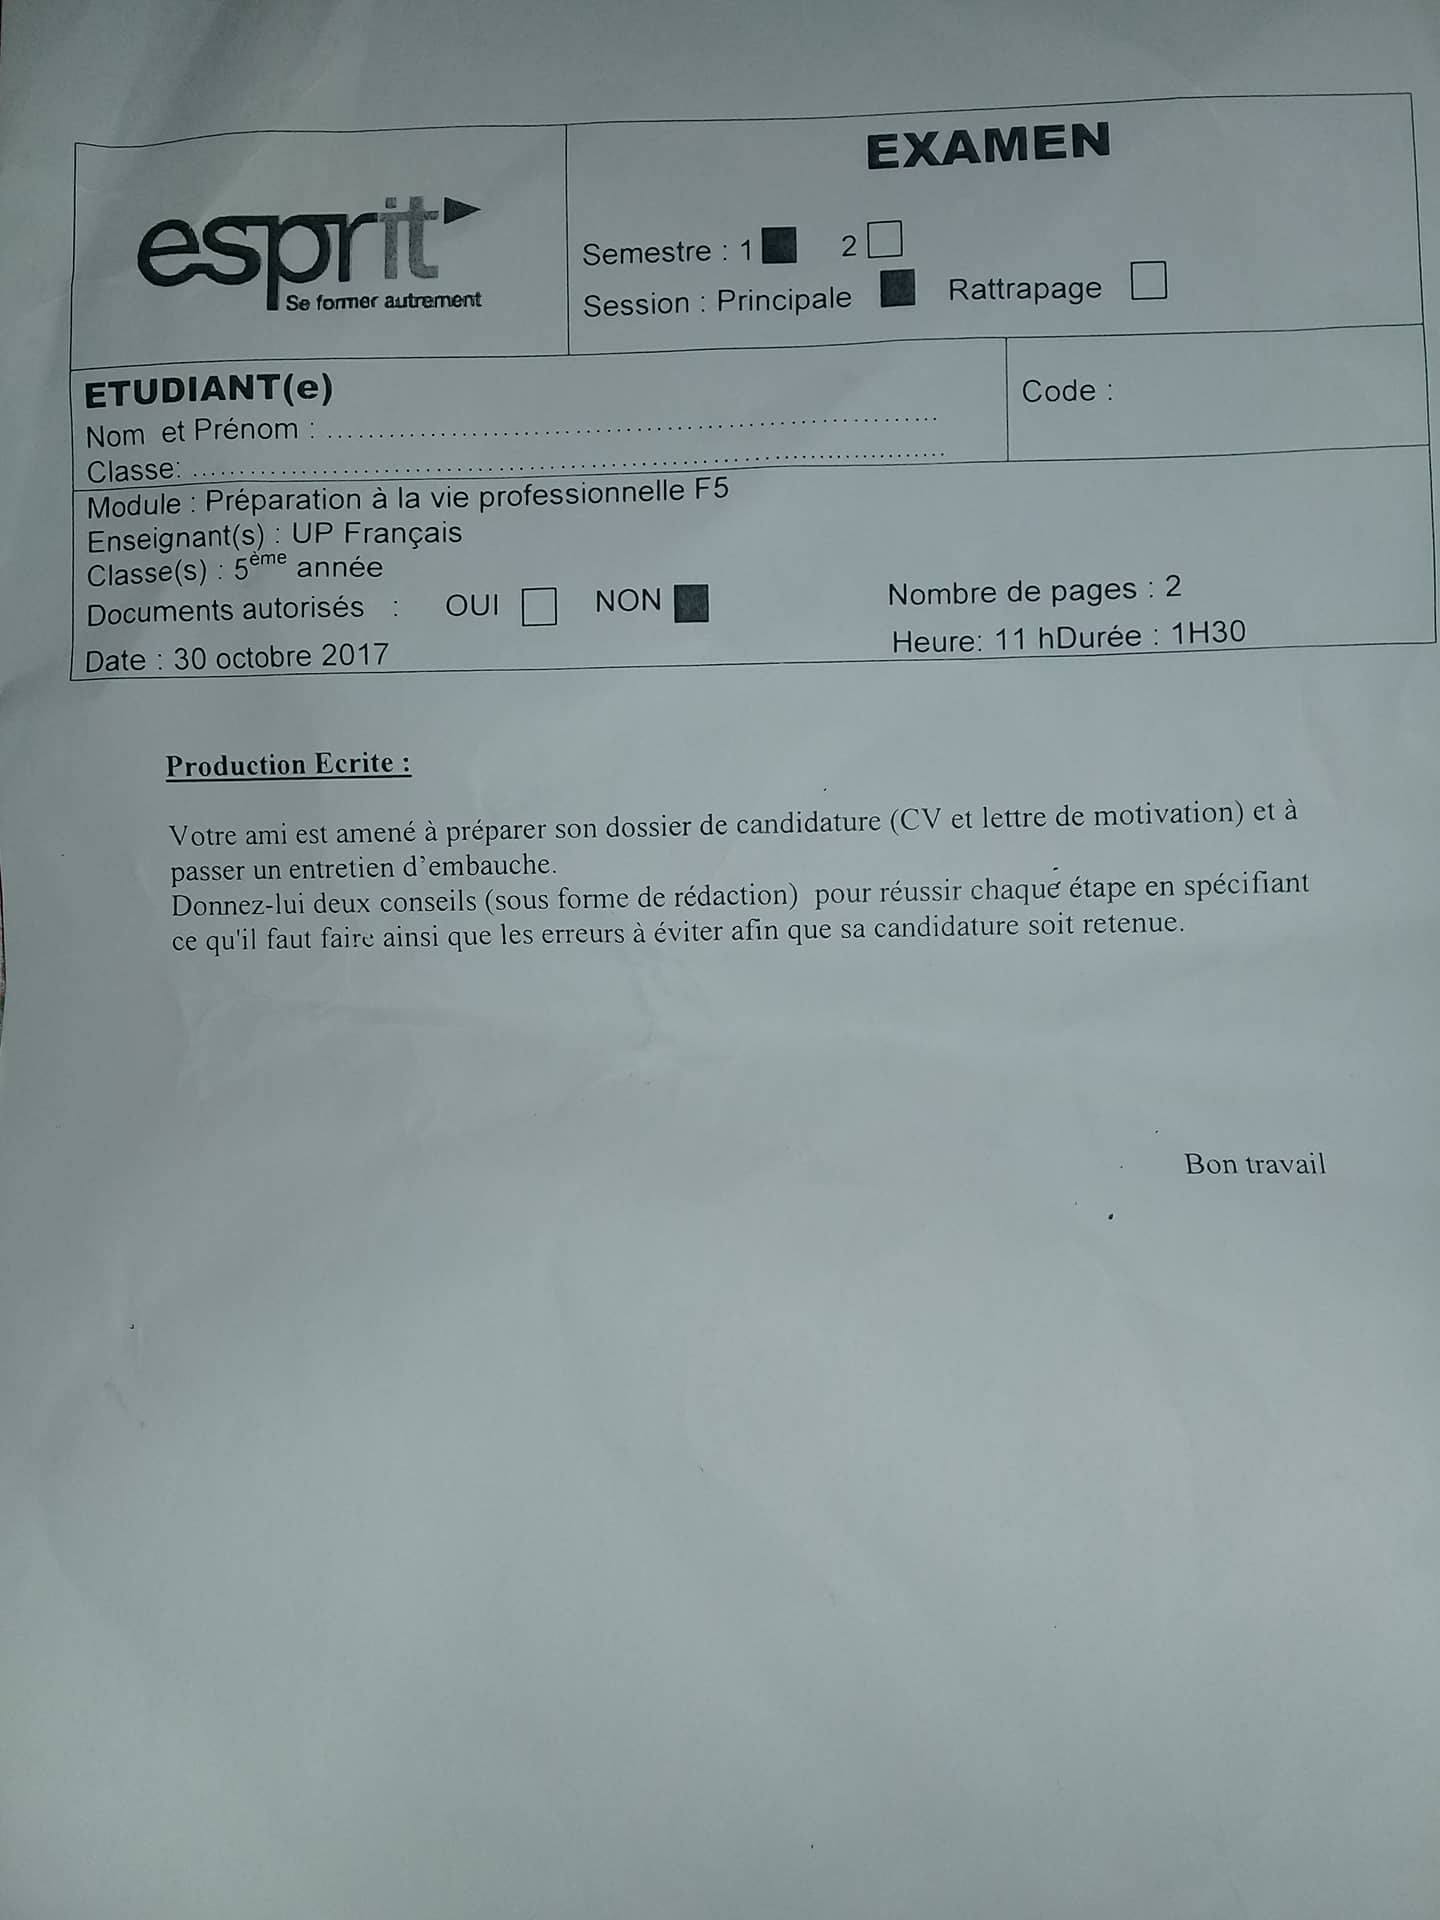 EXAMEN
esprit
Se former autrement
Semestre : 1 2
Session : Principale Rattrapage
ETUDIANT(e)
Nom et Prénom : ..............................................................
Code :
Classe: ..............................................................................
Module : Préparation à la vie professionnelle F5
Enseignant(s) : UP Français
Classe(s) : 5ème année
Documents autorisés : OUI NON
Nombre de pages : 2
Date : 30 octobre 2017
Heure: 11 hDurée : 1H30
Production Ecrite :
Votre ami est amené à préparer son dossier de candidature (CV et lettre de motivation) et à
passer un entretien d'embauche.
Donnez-lui deux conseils (sous forme de rédaction) pour réussir chaque étape en spécifiant
ce qu'il faut faire ainsi que les erreurs à éviter afin que sa candidature soit retenue.
Bon travail